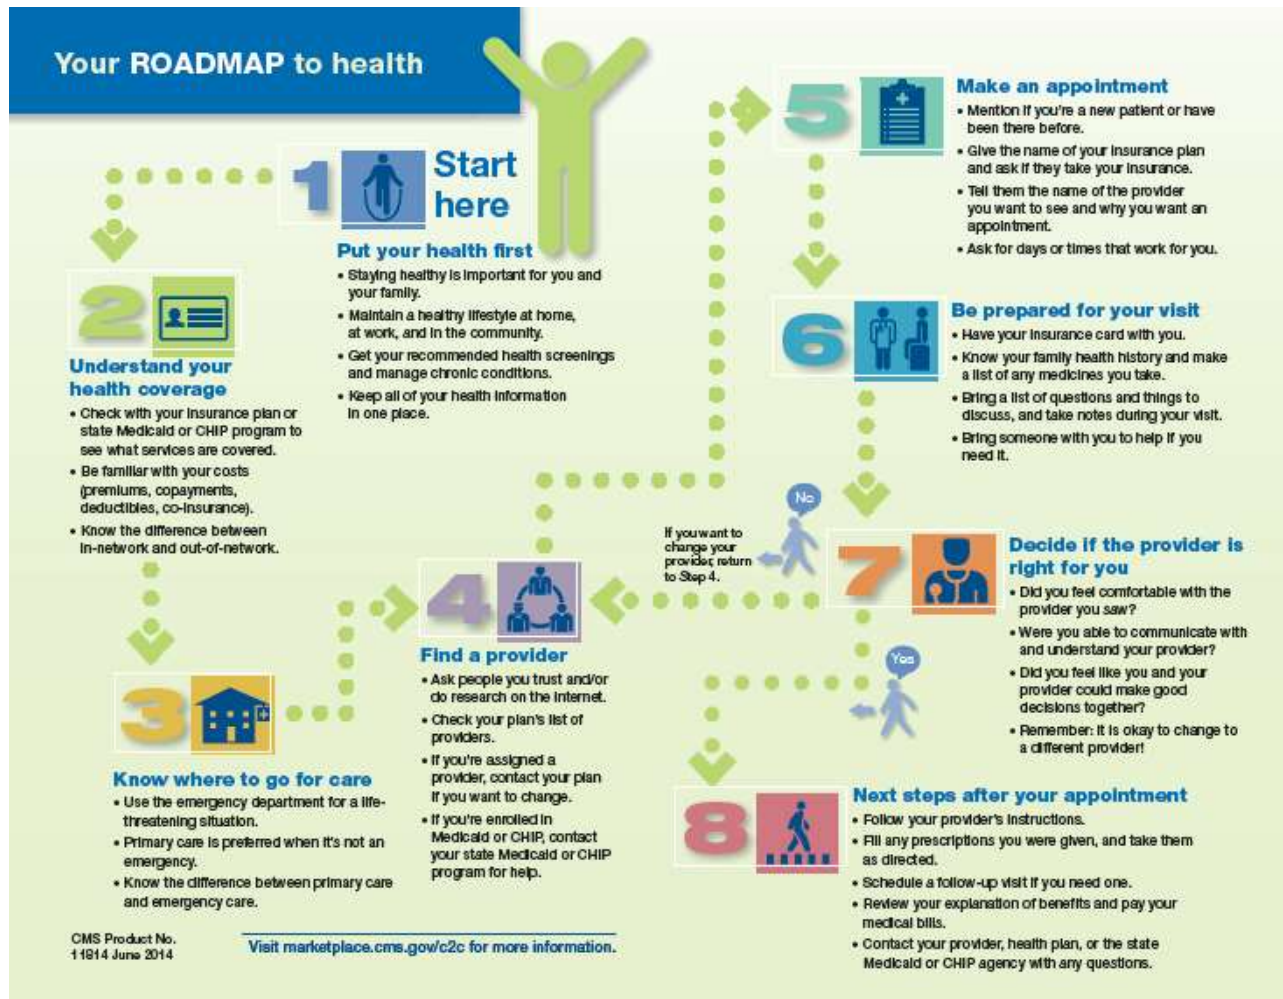 Your ROADMAP to health
1
Start
here
Put your health first
• Staying healthy is important for you and
your family.
• Maintain a healthy lifestyle at home,
at work, and in the community.
• Get your recommended health screenings
and manage chronic conditions.
• Keep all of your health information
in one place.
2
Understand your
health coverage
• Check with your insurance plan or
state Medicaid or CHIP program to
see what services are covered.
• Be familiar with your costs
(premiums, copayments,
deductibles, co-insurance).
• Know the difference between
in-network and out-of-network.
3
Know where to go for care
• Use the emergency department for a life-
threatening situation.
• Primary care is preferred when it's not an
emergency.
• Know the difference between primary care
and emergency care.
4
Find a provider
• Ask people you trust and/or
do research on the internet.
• Check your plan's list of
providers.
• If you're assigned a
provider, contact your plan
if you want to change.
• If you're enrolled in
Medicaid or CHIP, contact
your state Medicaid or CHIP
program for help.
5
Make an appointment
• Mention if you're a new patient or have
been there before.
• Give the name of your insurance plan
and ask if they take your insurance.
• Tell them the name of the provider
you want to see and why you want an
appointment.
• Ask for days or times that work for you.
6
Be prepared for your visit
• Have your insurance card with you.
• Know your family health history and make
a list of any medicines you take.
• Bring a list of questions and things to
discuss, and take notes during your visit.
• Bring someone with you to help if you
need it.
No
If you want to
change your
provider, return
to Step 4.
7
Decide if the provider is
right for you
• Did you feel comfortable with the
provider you saw?
• Were you able to communicate with
and understand your provider?
• Did you feel like you and your
provider could make good
decisions together?
• Remember: it is okay to change to
a different provider!
Yes
8
Next steps after your appointment
• Follow your provider's instructions.
• Fill any prescriptions you were given, and take them
as directed.
• Schedule a follow-up visit if you need one.
• Review your explanation of benefits and pay your
medical bills.
• Contact your provider, health plan, or the state
Medicaid or CHIP agency with any questions.
CMS Product No.
11814 June 2014
Visit marketplace.cms.gov/c2c for more information.